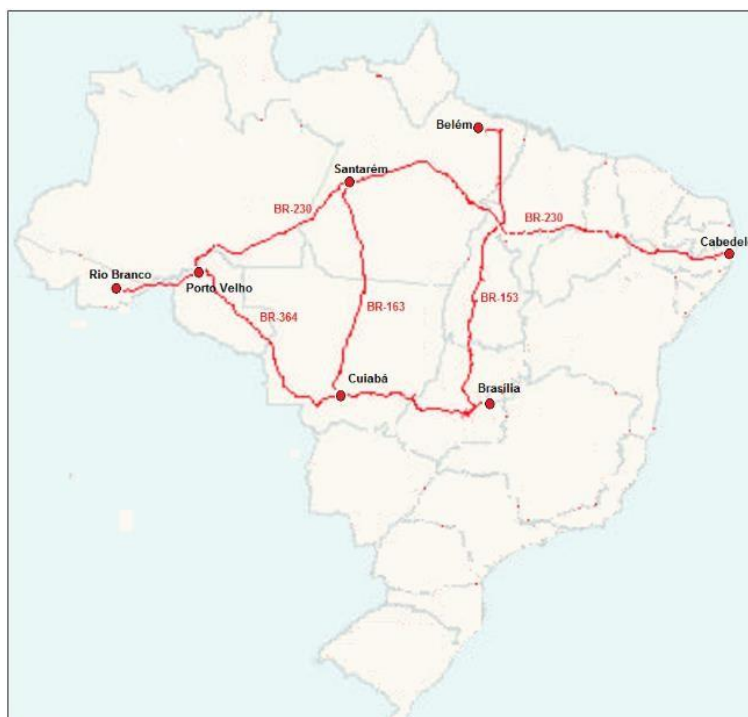 Belém
Santarém
BR-230
BR-230
Cabedel
Rio Branco
Porto Velho
BR-153
BR-163
BR-364
Cuiabá
Brasília